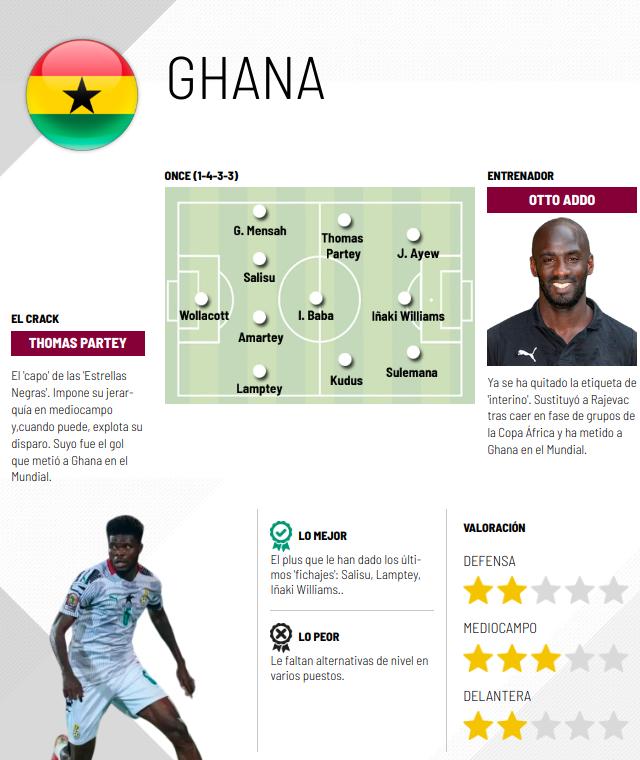 GHANA
ONCE (1-4-3-3)
G. Mensah
Thomas
Partey
J. Ayew
Salisu
Wollacott
I. Baba
Iñaki Williams
Amartey
Lamptey
Kudus
Sulemana
ENTRENADOR
OTTO ADDO
Ya se ha quitado la etiqueta de
'interino'. Sustituyó a Rajevac
tras caer en fase de grupos de
la Copa África y ha metido a
Ghana en el Mundial.
EL CRACK
THOMAS PARTEY
El 'capo' de las 'Estrellas
Negras'. Impone su jerar-
quía en mediocampo
y,cuando puede, explota su
disparo. Suyo fue el gol
que metió a Ghana en el
Mundial.
LO MEJOR
El plus que le han dado los últi-
mos 'fichajes': Salisu, Lamptey,
Iñaki Williams..
LO PEOR
Le faltan alternativas de nivel en
varios puestos.
VALORACIÓN
DEFENSA
MEDIOCAMPO
DELANTERA